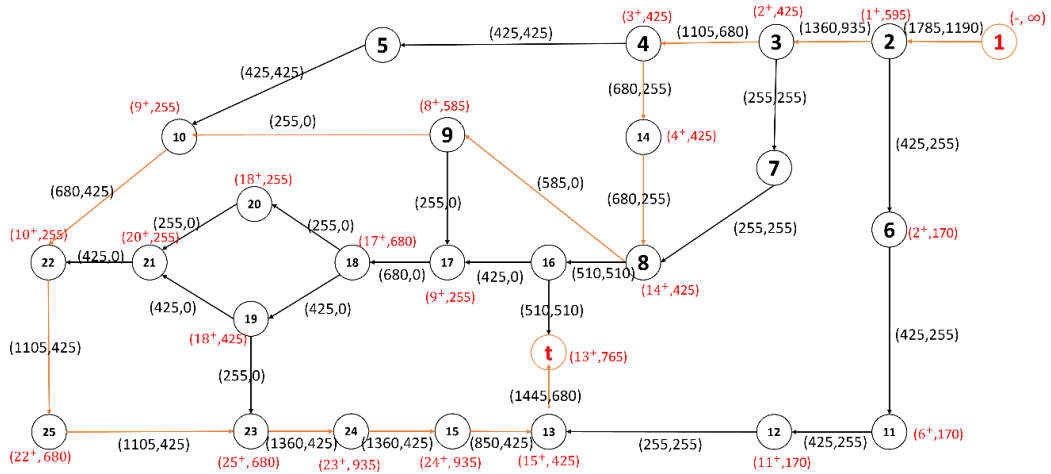 (3⁺,425) (2⁺,425) (1⁺,595) (-, ∞)
5 (425,425) 4 (1105,680) 3 (1360,935) 2 (1785,1190) 1
(425,425) (680,255) (255,255)
(9⁺,255) (8⁺,585)
10 (255,0) 9 14 (4⁺,425)
7 (425,255)
(680,425) (18⁺,255) (585,0) (680,255)
20 (255,0)
(255,0) (255,0) (255,255)
(10⁺,255) (20⁺,255) (17⁺,680) 6 (2⁺,170)
22 (425,0) 21 18 (680,0) 17 (425,0) 16 (510,510) 8
(9⁺,255) (14⁺,425)
(425,0) (425,0) (510,510)
19
(18⁺,425) (425,255)
(1105,425) t (13⁺,765)
(255,0)
(1445,680)
25 (1105,425) 23 (1360,425) 24 (1360,425) 15 (850,425) 13 (255,255) 12 (425,255) 11 (6⁺,170)
(22⁺,680) (25⁺,680) (23⁺,935) (24⁺,935) (15⁺,425) (11⁺,170)